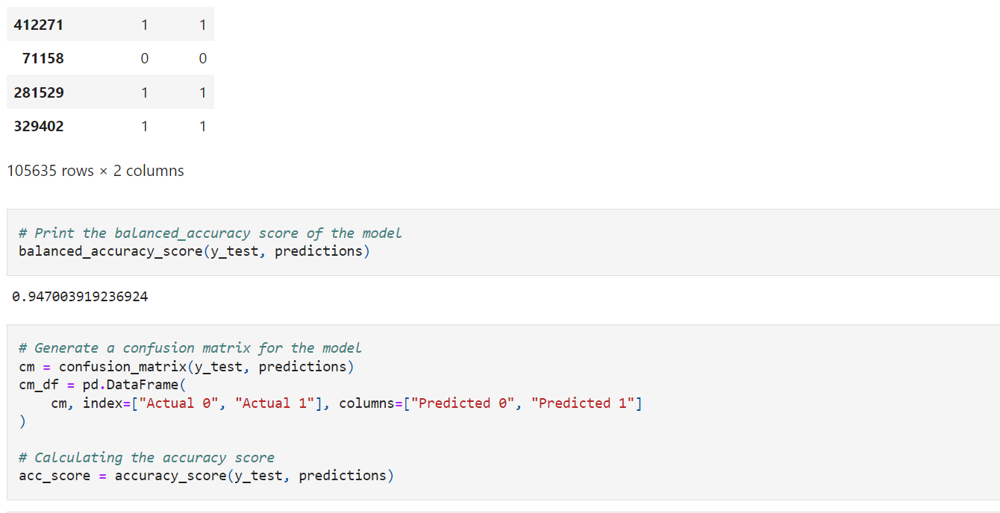 412271 1 1
71158 0 0
281529 1 1
329402 1 1
105635 rows × 2 columns
# Print the balanced_accuracy score of the model
balanced_accuracy_score(y_test, predictions)
0.947003919236924
# Generate a confusion matrix for the model
cm = confusion_matrix(y_test, predictions)
cm_df = pd.DataFrame(
    cm, index=["Actual 0", "Actual 1"], columns=["Predicted 0", "Predicted 1"]
)
# Calculating the accuracy score
acc_score = accuracy_score(y_test, predictions)